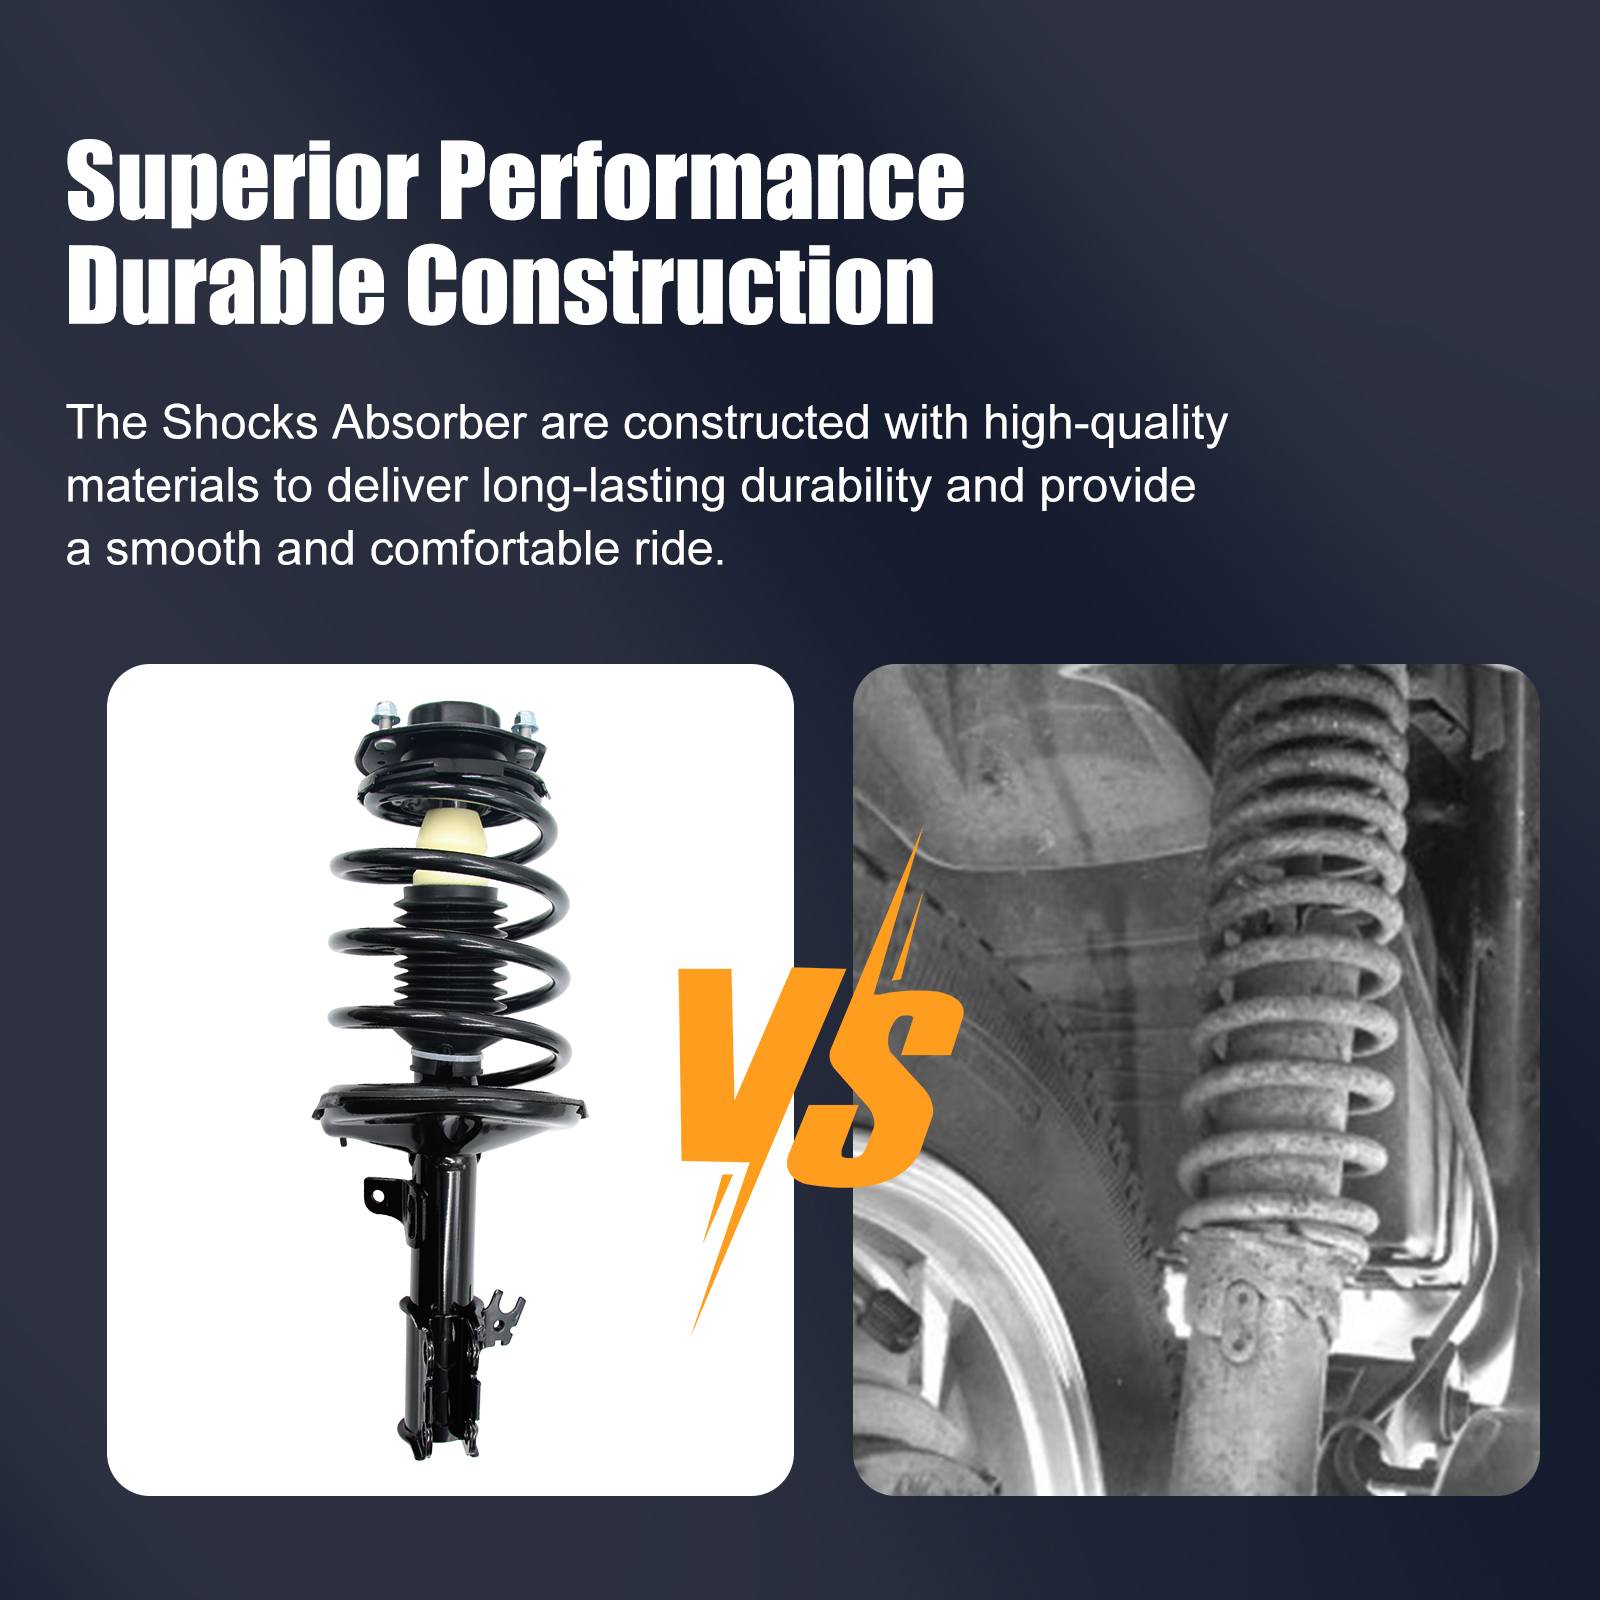 Superior Performance
Durable Construction
The Shocks Absorber are constructed with high-quality
materials to deliver long-lasting durability and provide
a smooth and comfortable ride.
VS